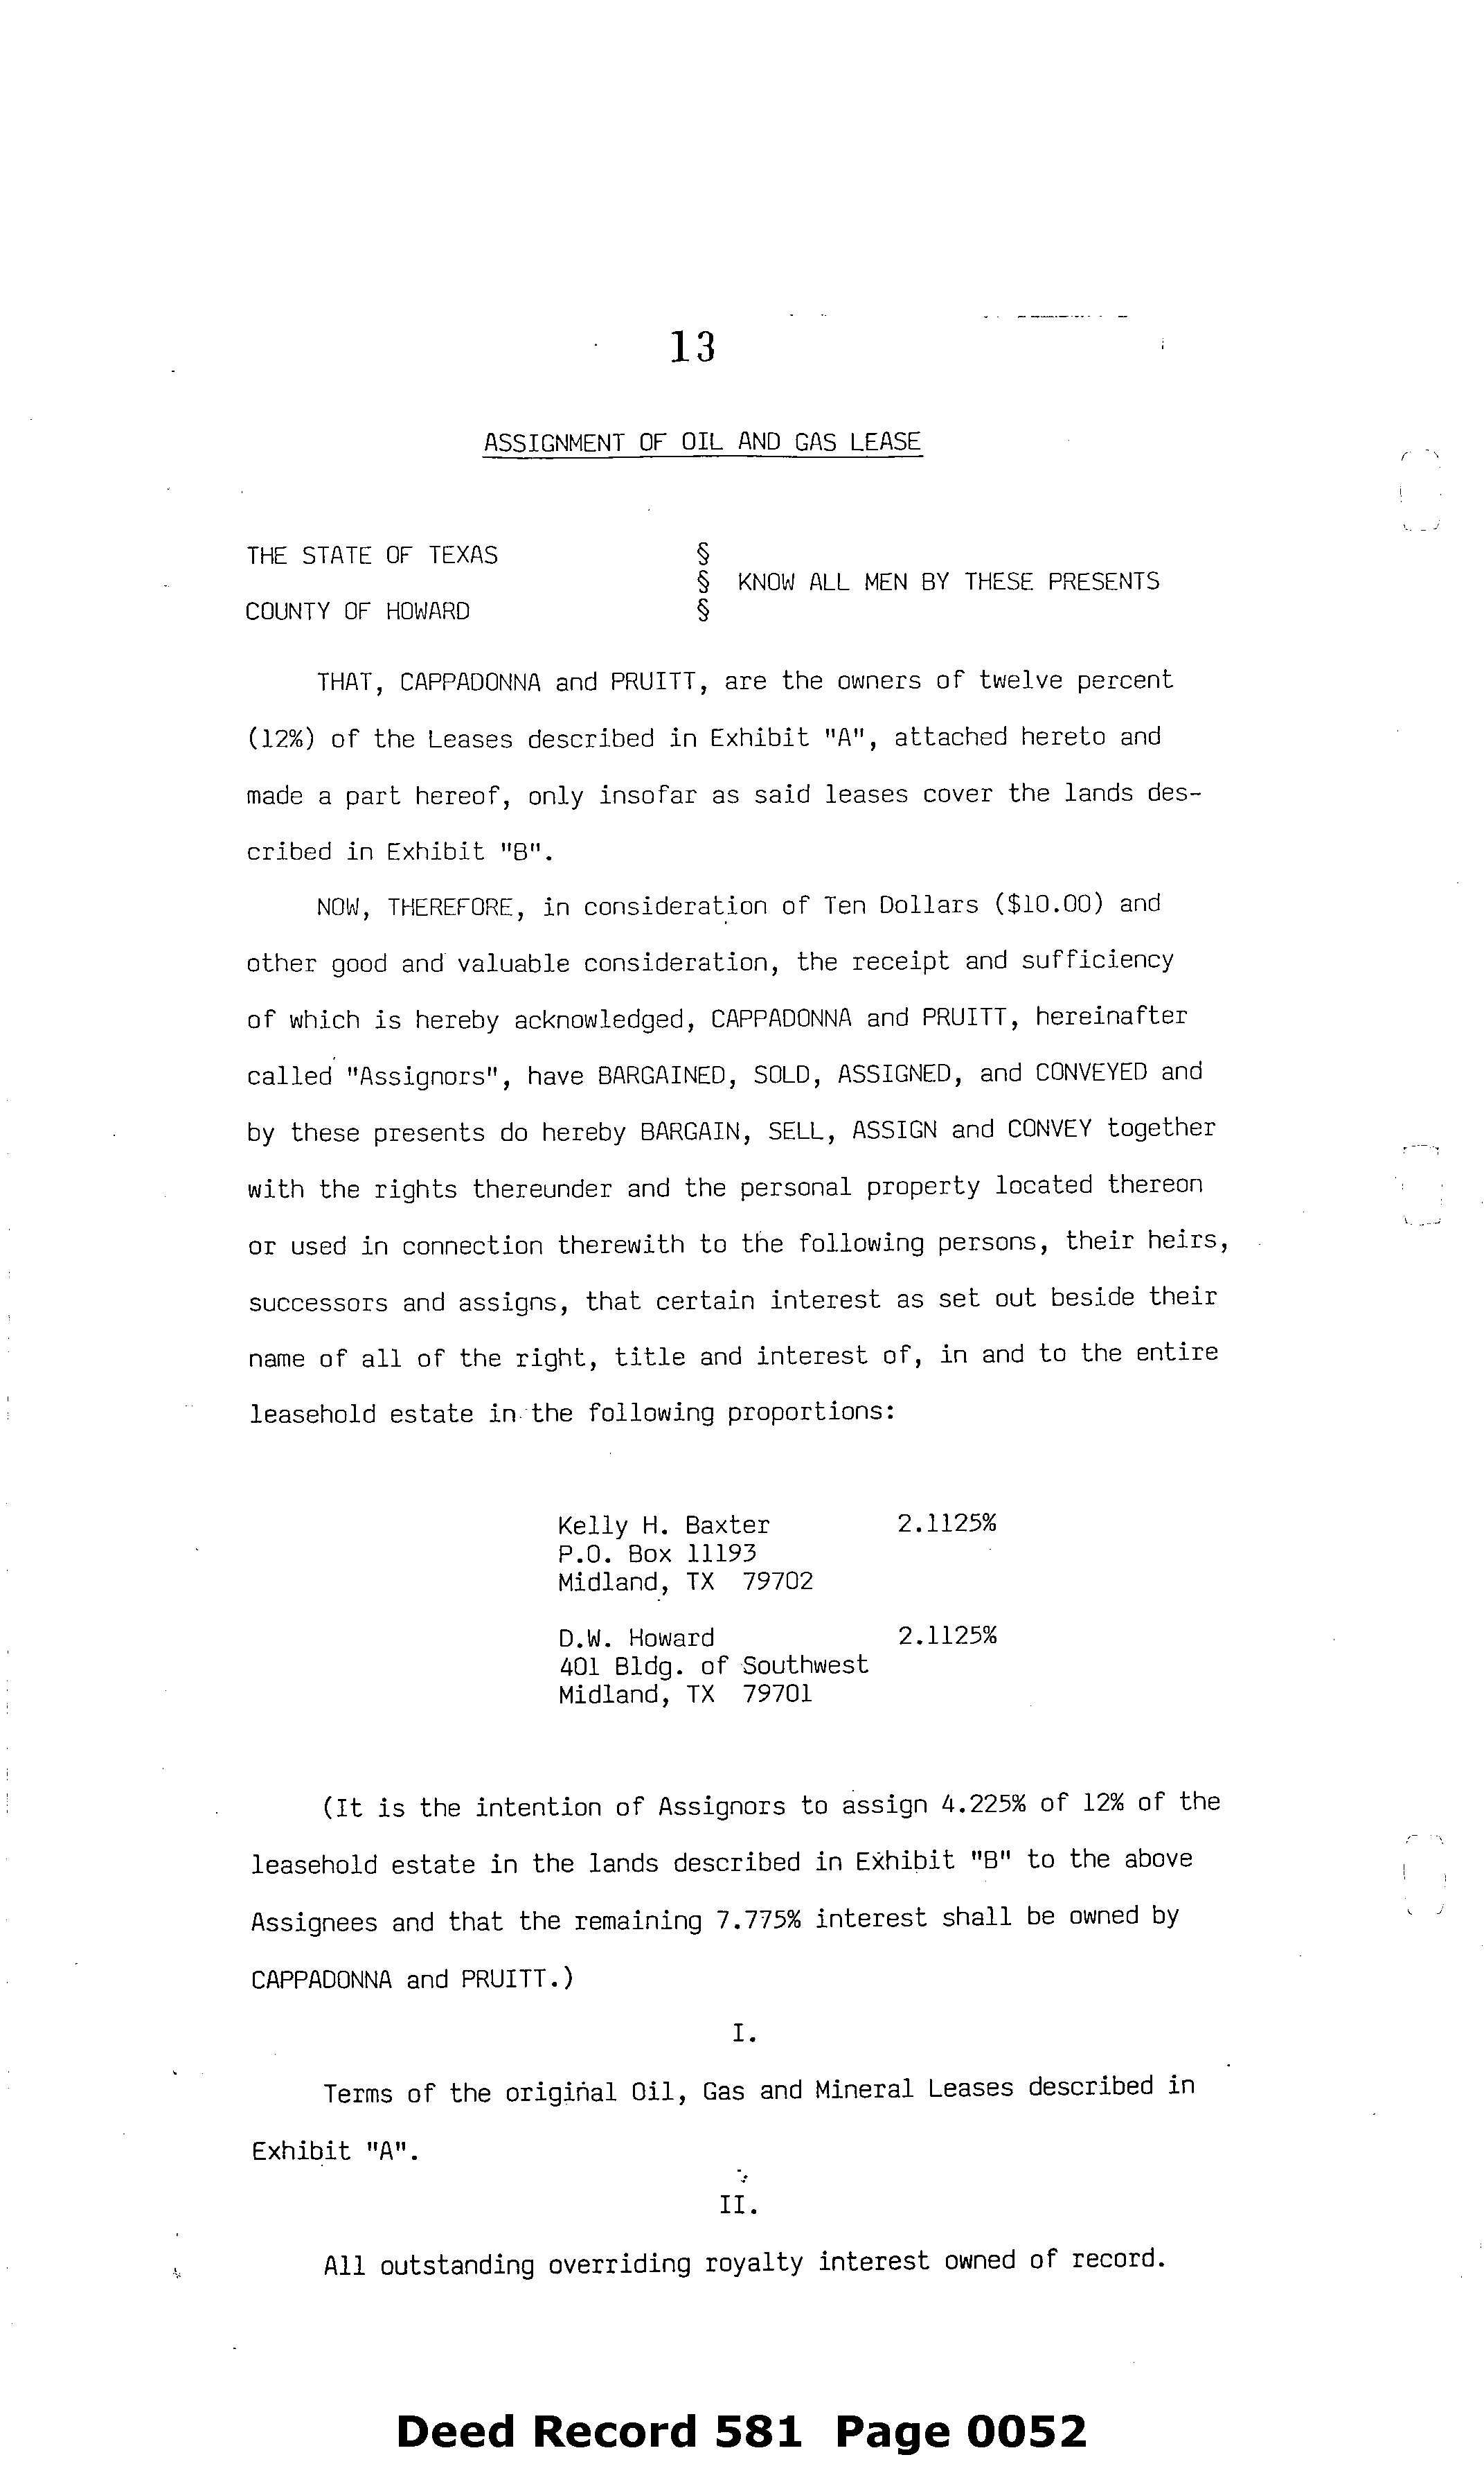 13
ASSIGNMENT OF OIL AND GAS LEASE
THE STATE OF TEXAS §
§ KNOW ALL MEN BY THESE PRESENTS
COUNTY OF HOWARD §
THAT, CAPPADONNA and PRUITT, are the owners of twelve percent
(12%) of the Leases described in Exhibit "A", attached hereto and
made a part hereof, only insofar as said leases cover the lands des-
cribed in Exhibit "B".
NOW, THEREFORE, in consideration of Ten Dollars ($10.00) and
other good and valuable consideration, the receipt and sufficiency
of which is hereby acknowledged, CAPPADONNA and PRUITT, hereinafter
called "Assignors", have BARGAINED, SOLD, ASSIGNED, and CONVEYED and
by these presents do hereby BARGAIN, SELL, ASSIGN and CONVEY together
with the rights thereunder and the personal property located thereon
or used in connection therewith to the following persons, their heirs,
successors and assigns, that certain interest as set out beside their
name of all of the right, title and interest of, in and to the entire
leasehold estate in the following proportions:
Kelly H. Baxter 2.1125%
P.O. Box 11193
Midland, TX 79702
D.W. Howard 2.1125%
401 Bldg. of Southwest
Midland, TX 79701
(It is the intention of Assignors to assign 4.225% of 12% of the
leasehold estate in the lands described in Exhibit "B" to the above
Assignees and that the remaining 7.775% interest shall be owned by
CAPPADONNA and PRUITT.)
I.
Terms of the original Oil, Gas and Mineral Leases described in
Exhibit "A".
II.
All outstanding overriding royalty interest owned of record.
Deed Record 581 Page 0052